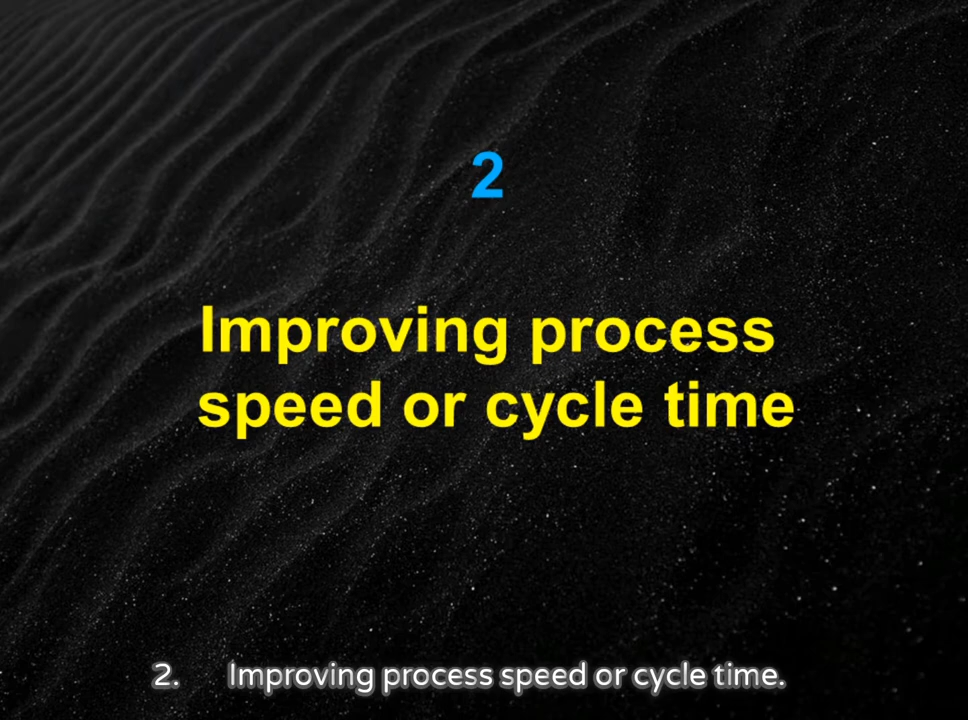 2
Improving process
speed or cycle time
2. Improving process speed or cycle time.